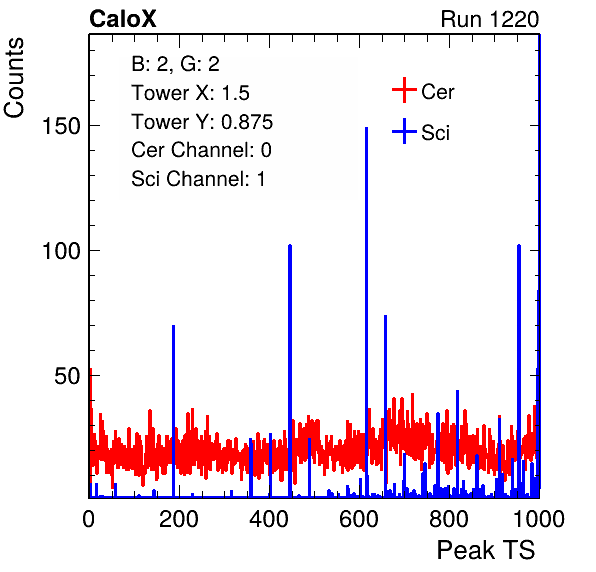 CaloX Run 1220
Counts
B: 2, G: 2
Tower X: 1.5
Tower Y: 0.875
Cer Channel: 0
Sci Channel: 1
Cer
Sci
150
100
50
0 200 400 600 800 1000
Peak TS